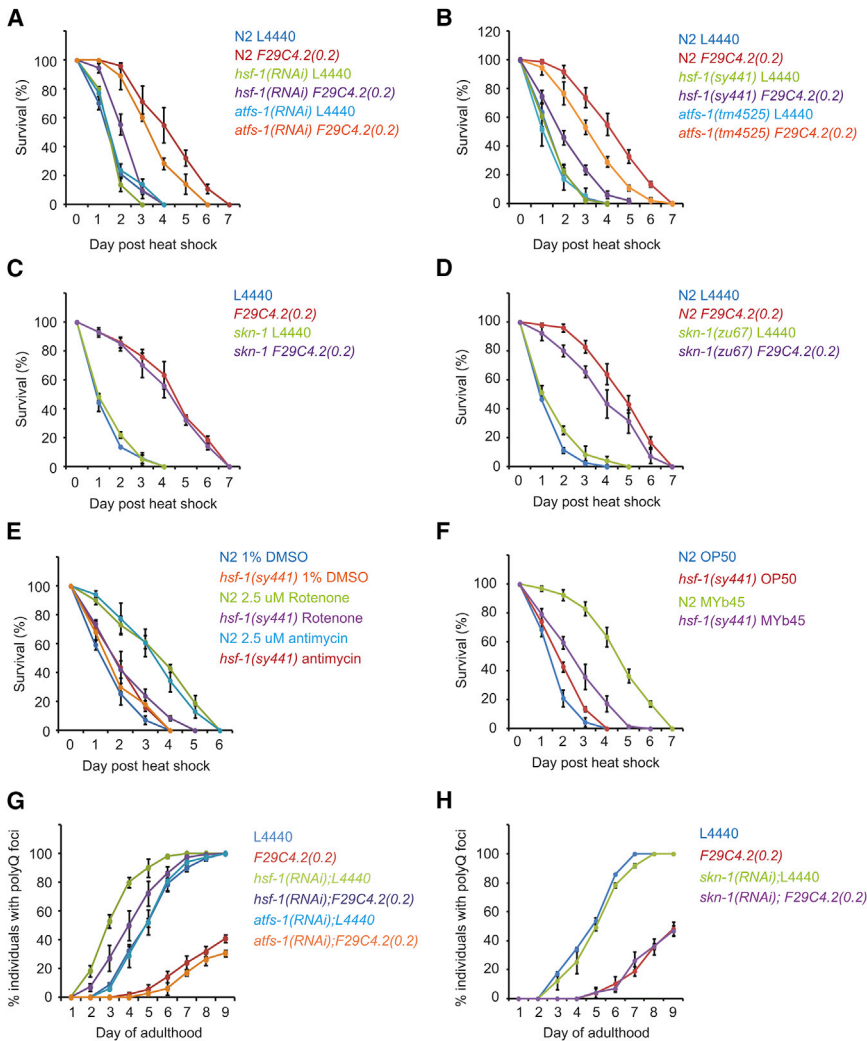 A
N2 L4440
N2 F29C4.2(0.2)
hsf-1(RNAi) L4440
hsf-1(RNAi) F29C4.2(0.2)
atfs-1(RNAi) L4440
atfs-1(RNAi) F29C4.2(0.2)
Survival (%)
120
100
80
60
40
20
0
0 1 2 3 4 5 6 7
Day post heat shock
B
N2 L4440
N2 F29C4.2(0.2)
hsf-1(sy441) L4440
hsf-1(sy441) F29C4.2(0.2)
atfs-1(tm4525) L4440
atfs-1(tm4525) F29C4.2(0.2)
Survival (%)
120
100
80
60
40
20
0
0 1 2 3 4 5 6 7
Day post heat shock
C
L4440
F29C4.2(0.2)
skn-1 L4440
skn-1 F29C4.2(0.2)
Survival (%)
100
80
60
40
20
0
0 1 2 3 4 5 6 7
Day post heat shock
D
N2 L4440
N2 F29C4.2(0.2)
skn-1(zu67) L4440
skn-1(zu67) F29C4.2(0.2)
Survival (%)
100
80
60
40
20
0
0 1 2 3 4 5 6 7
Day post heat shock
E
N2 1% DMSO
hsf-1(sy441) 1% DMSO
N2 2.5 uM Rotenone
hsf-1(sy441) Rotenone
N2 2.5 uM antimycin
hsf-1(sy441) antimycin
Survival (%)
100
80
60
40
20
0
0 1 2 3 4 5 6
Day post heat shock
F
N2 OP50
hsf-1(sy441) OP50
N2 MYb45
hsf-1(sy441) MYb45
Survival (%)
100
80
60
40
20
0
0 1 2 3 4 5 6 7
Day post heat shock
G
L4440
F29C4.2(0.2)
hsf-1(RNAi);L4440
hsf-1(RNAi);F29C4.2(0.2)
atfs-1(RNAi);L4440
atfs-1(RNAi);F29C4.2(0.2)
% individuals with polyQ foci
100
80
60
40
20
0
1 2 3 4 5 6 7 8 9
Day of adulthood
H
L4440
F29C4.2(0.2)
skn-1(RNAi);L4440
skn-1(RNAi); F29C4.2(0.2)
% individuals with polyQ foci
100
80
60
40
20
0
1 2 3 4 5 6 7 8 9
Day of adulthood